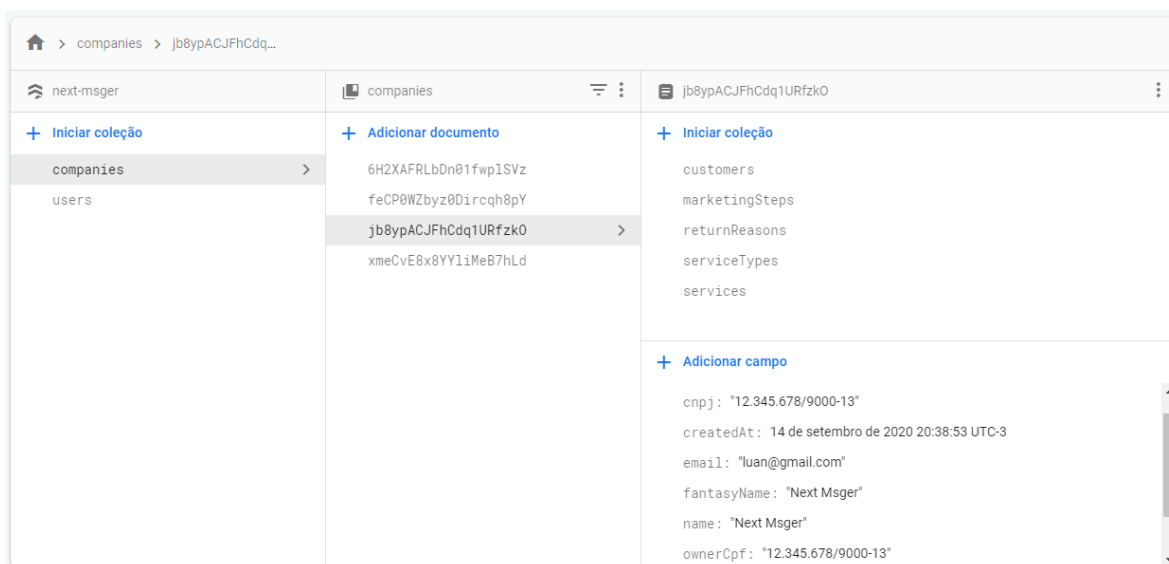 companies > jb8ypACJFhCdq...
next-msger
companies
jb8ypACJFhCdq1URfzkO
+ Iniciar coleção
+ Adicionar documento
+ Iniciar coleção
companies
users
6H2XAFRLbDn01fwplSVz
feCP0WZbyz0Dircqh8pY
jb8ypACJFhCdq1URfzkO
xmeCvE8x8YYliMeB7hLd
customers
marketingSteps
returnReasons
serviceTypes
services
+ Adicionar campo
cnpj: "12.345.678/9000-13"
createdAt: 14 de setembro de 2020 20:38:53 UTC-3
email: "luan@gmail.com"
fantasyName: "Next Msger"
name: "Next Msger"
ownerCpf: "12.345.678/9000-13"